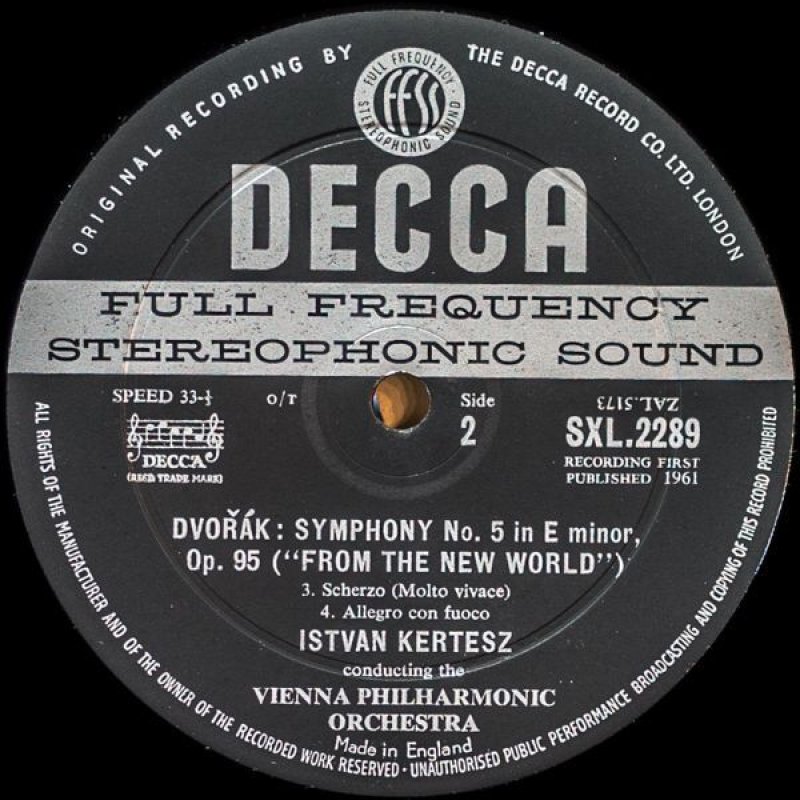 ORIGINAL RECORDING BY
THE DECCA RECORD CO. LTD. LONDON
FULL FREQUENCY
ffss
STEREOPHONIC SOUND
DECCA
FULL FREQUENCY
STEREOPHONIC SOUND
SPEED 33-⅓
O/T
Side
2
ZAL.5173
SXL.2289
RECORDING FIRST
PUBLISHED 1961
DECCA
(REGD TRADE MARK)
DVOŘÁK: SYMPHONY No. 5 in E minor,
Op. 95 ("FROM THE NEW WORLD")
3. Scherzo (Molto vivace)
4. Allegro con fuoco
ISTVAN KERTESZ
conducting the
VIENNA PHILHARMONIC
ORCHESTRA
Made in England
ALL RIGHTS OF THE MANUFACTURER AND OF THE OWNER OF THE RECORDED WORK RESERVED · UNAUTHORISED PUBLIC PERFORMANCE BROADCASTING AND COPYING OF THIS RECORD PROHIBITED